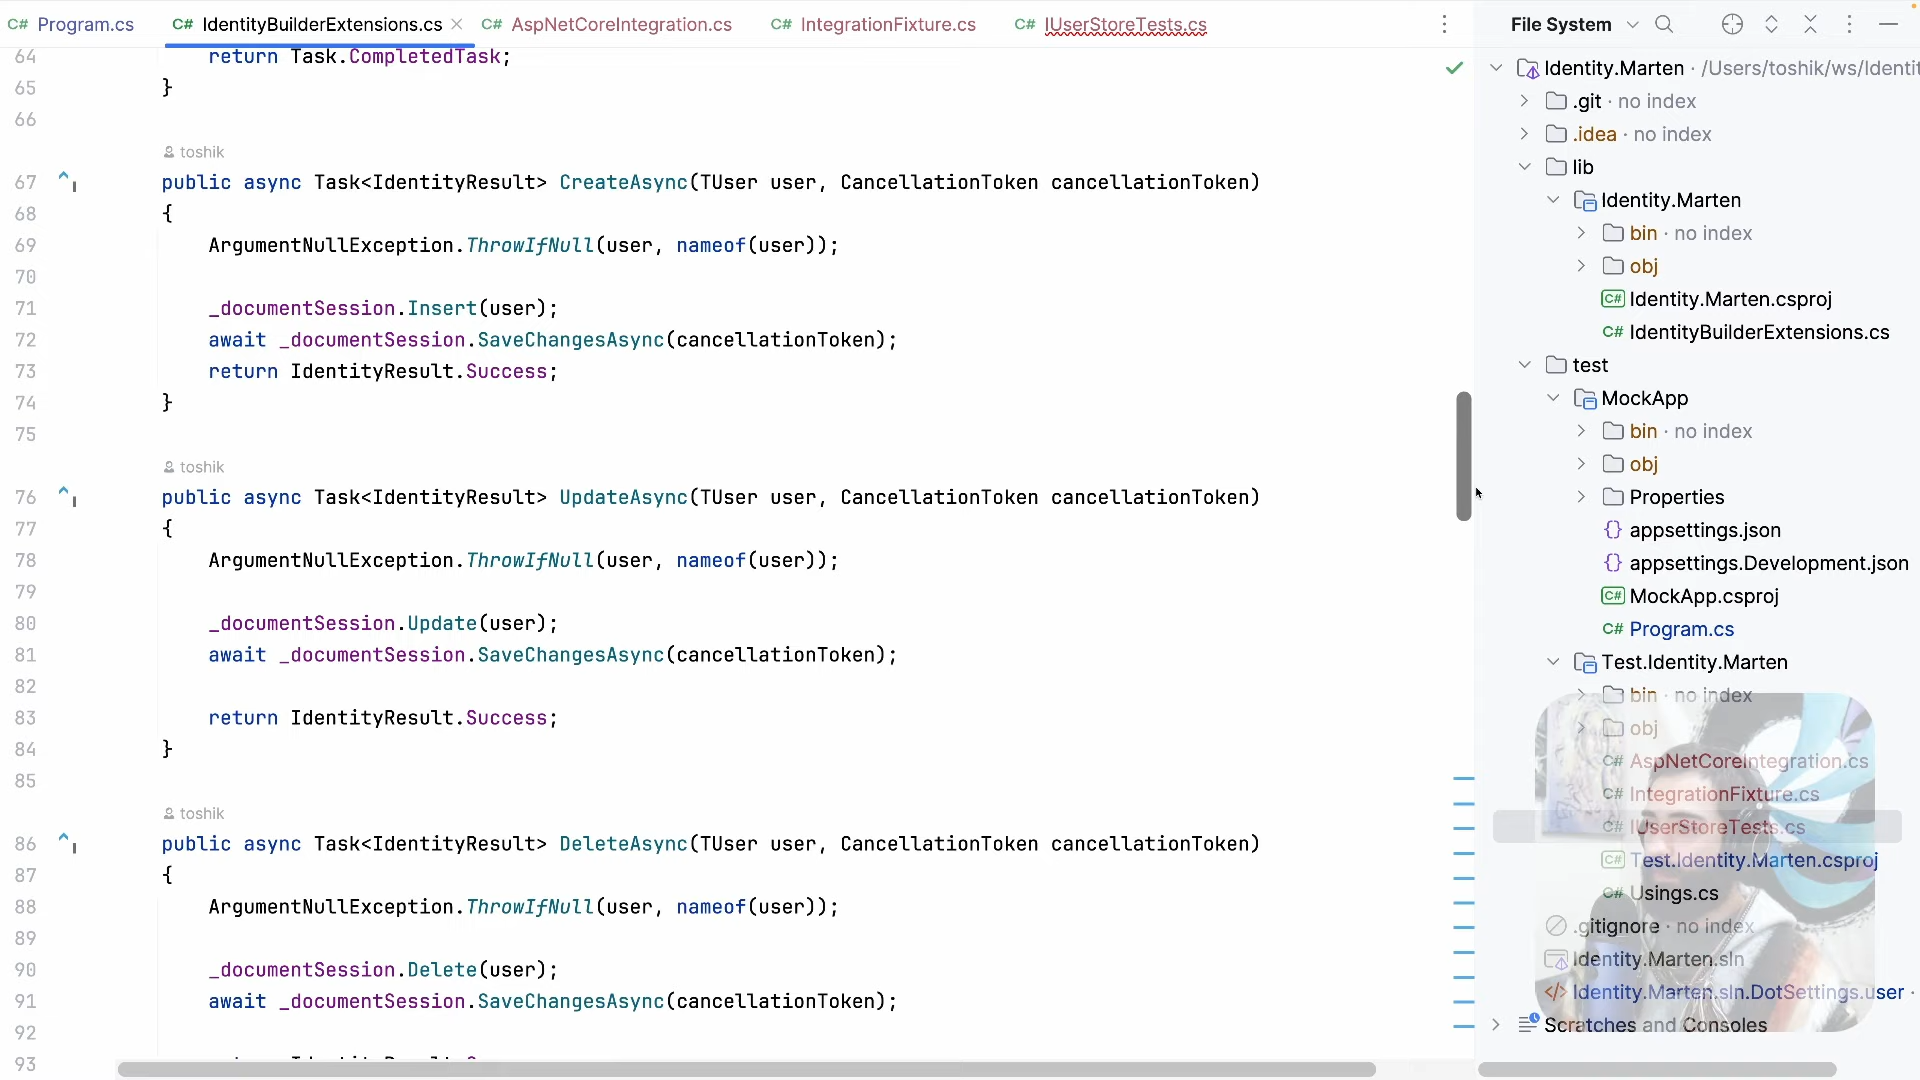 C# Program.cs
C# IdentityBuilderExtensions.cs
C# AspNetCoreIntegration.cs
C# IntegrationFixture.cs
C# IUserStoreTests.cs
64 return Task.CompletedTask;
65 }
66
toshik
67 public async Task<IdentityResult> CreateAsync(TUser user, CancellationToken cancellationToken)
68 {
69 ArgumentNullException.ThrowIfNull(user, nameof(user));
70
71 _documentSession.Insert(user);
72 await _documentSession.SaveChangesAsync(cancellationToken);
73 return IdentityResult.Success;
74 }
75
toshik
76 public async Task<IdentityResult> UpdateAsync(TUser user, CancellationToken cancellationToken)
77 {
78 ArgumentNullException.ThrowIfNull(user, nameof(user));
79
80 _documentSession.Update(user);
81 await _documentSession.SaveChangesAsync(cancellationToken);
82
83 return IdentityResult.Success;
84 }
85
toshik
86 public async Task<IdentityResult> DeleteAsync(TUser user, CancellationToken cancellationToken)
87 {
88 ArgumentNullException.ThrowIfNull(user, nameof(user));
89
90 _documentSession.Delete(user);
91 await _documentSession.SaveChangesAsync(cancellationToken);
92
93
File System
Identity.Marten · /Users/toshik/ws/Identit
.git · no index
.idea · no index
lib
Identity.Marten
bin · no index
obj
C# Identity.Marten.csproj
C# IdentityBuilderExtensions.cs
test
MockApp
bin · no index
obj
Properties
{} appsettings.json
{} appsettings.Development.json
C# MockApp.csproj
C# Program.cs
Test.Identity.Marten
bin · no index
obj
C# AspNetCoreIntegration.cs
C# IntegrationFixture.cs
C# IUserStoreTests.cs
C# Test.Identity.Marten.csproj
C# Usings.cs
.gitignore · no index
Identity.Marten.sln
</> Identity.Marten.sln.DotSettings.user ·
Scratches and Consoles